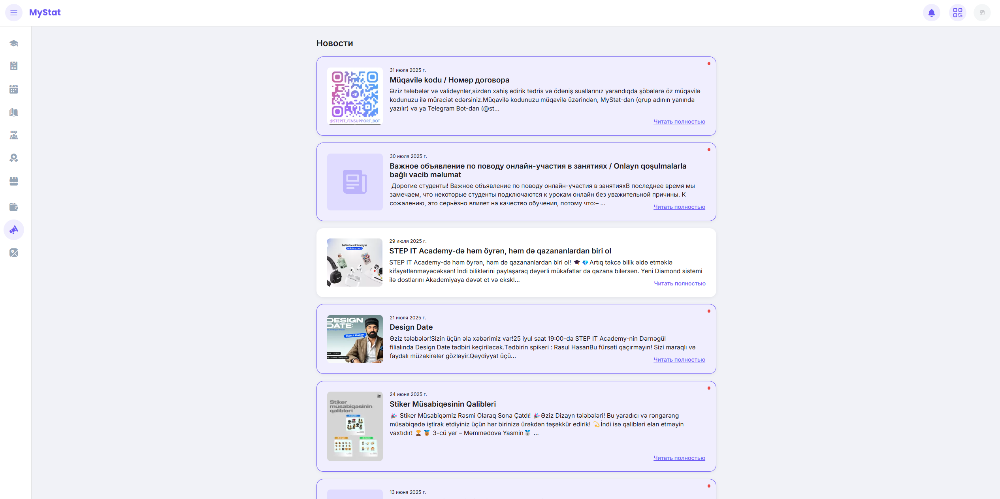 MyStat
Новости
31 июля 2025 г.
Müqavilə kodu / Номер договора
Əziz tələbələr və valideynlər,sizdən xahiş edirik tədris və ödəniş suallarınız yarandıqda şöbələrə öz müqavilə
kodunuzu ilə müraciət edərsiniz.Müqavilə kodunuzu müqavilə üzərindən, MyStat-dan (qrup adının yanında
yazılır) və ya Telegram Bot-dan (@st...
@STEPIT_FINSUPPORT_BOT
Читать полностью
30 июля 2025 г.
Важное объявление по поводу онлайн-участия в занятиях / Onlayn qoşulmalarla
bağlı vacib məlumat
Дорогие студенты! Важное объявление по поводу онлайн-участия в занятияхВ последнее время мы
замечаем, что некоторые студенты подключаются к урокам онлайн без уважительной причины. К
сожалению, это серьёзно влияет на качество обучения, потому что:– ...
Читать полностью
birlikdə addımlayın
birlikdə qazanın!
29 июля 2025 г.
STEP IT Academy-də həm öyrən, həm də qazananlardan biri ol
STEP IT Academy-də həm öyrən, həm də qazananlardan biri ol! 🎓 💎Artıq təkcə bilik əldə etməklə
kifayətlənməyəcəksən! İndi biliklərini paylaşaraq dəyərli mükafatlar da qazana bilərsən. Yeni Diamond sistemi
ilə dostlarını Akademiyaya dəvət et və ekskl...
Читать полностью
DESIGN
DATE:
Rəsul Həsən
21 июля 2025 г.
Design Date
Əziz tələbələr!Sizin üçün əla xəbərimiz var!25 iyul saat 19:00-da STEP IT Academy-nin Dərnəgül
filialında Design Date tədbiri keçiriləcək.Tədbirin spikeri : Rasul HasanBu fürsəti qaçırmayın! Sizi maraqlı və
faydalı müzakirələr gözləyir.Qeydiyyat üçü...
Читать полностью
Stiker
müsabiqəsinin
qalibləri
24 июня 2025 г.
Stiker Müsabiqəsinin Qalibləri
🎉 Stiker Müsabiqəmiz Rəsmi Olaraq Sona Çatdı! 🎉Əziz Dizayn tələbələri! Bu yaradıcı və rəngarəng
müsabiqədə iştirak etdiyiniz üçün hər birinizə ürəkdən təşəkkür edirik! 💫İndi isə qalibləri elan etməyin
vaxtıdır! 🏆 🥉 3-cü yer – Məmmədova Yasmin🥈 ...
Читать полностью
13 июня 2025 г.